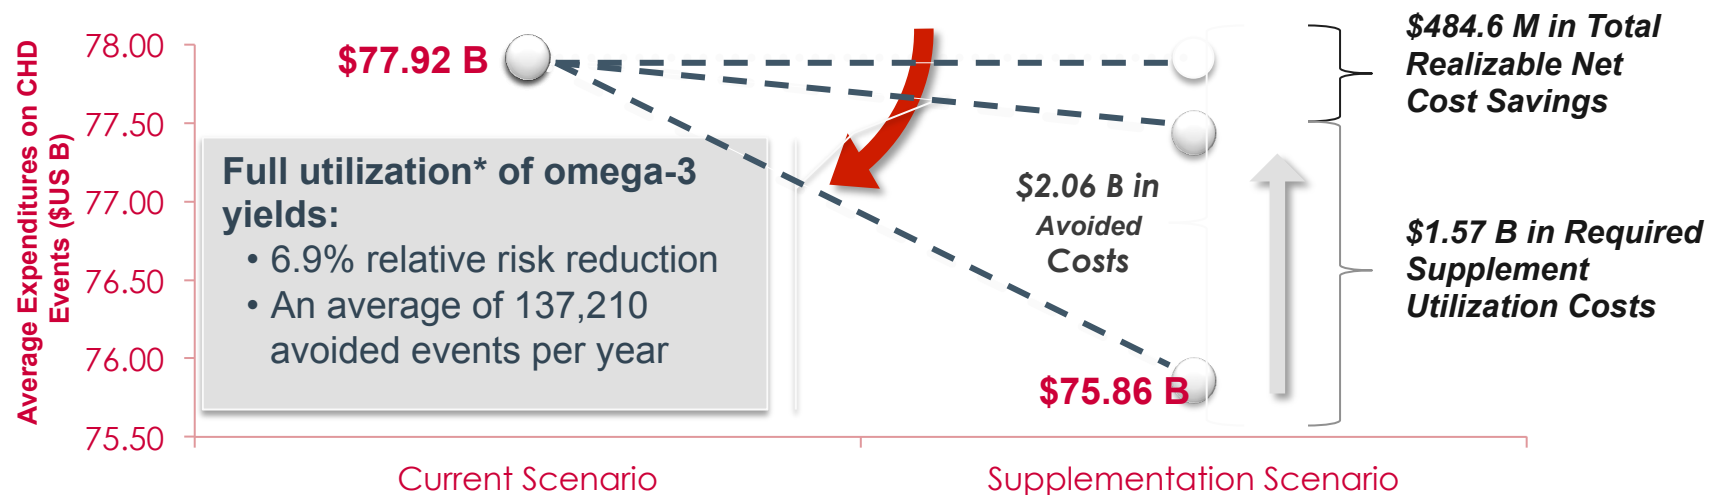 Average Expenditures on CHD
Events ($US B)
78.00
77.50
77.00
76.50
76.00
75.50
$77.92 B
Full utilization* of omega-3
yields:
• 6.9% relative risk reduction
• An average of 137,210
avoided events per year
$2.06 B in
Avoided
Costs
$75.86 B
$484.6 M in Total
Realizable Net
Cost Savings
$1.57 B in Required
Supplement
Utilization Costs
Current Scenario
Supplementation Scenario